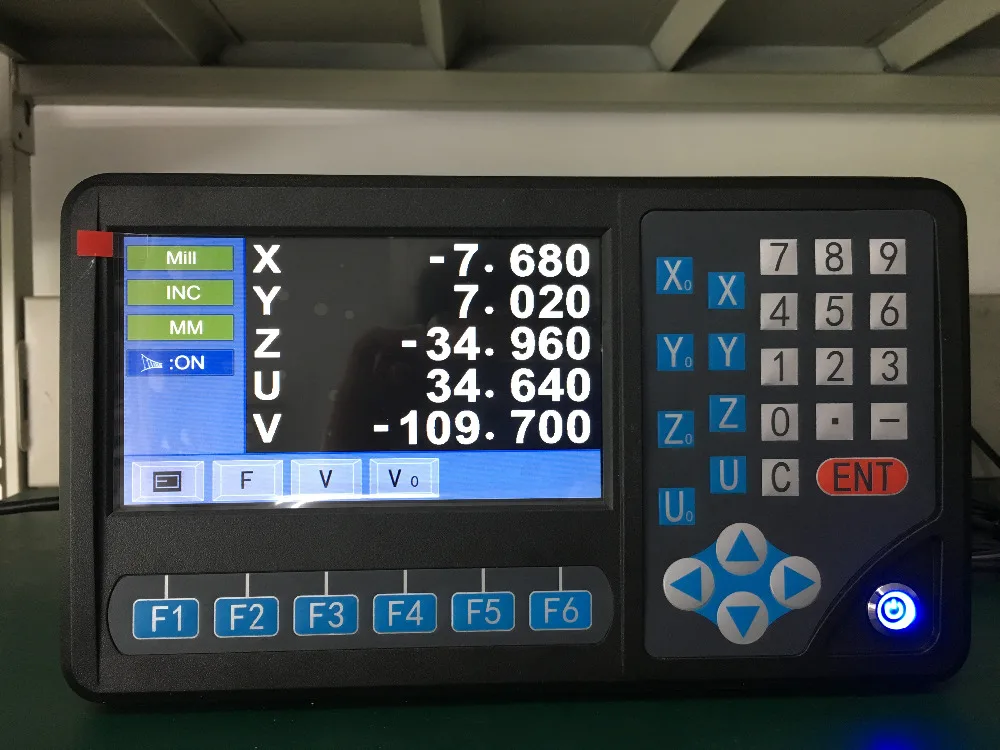 Mill
INC
MM
:ON
X -7.680
Y 7.020
Z -34.960
U 34.640
V -109.700
F V V0
F1 F2 F3 F4 F5 F6
X0 X 7 8 9
4 5 6
Y0 Y 1 2 3
Z0 Z 0 . -
U0 U C ENT